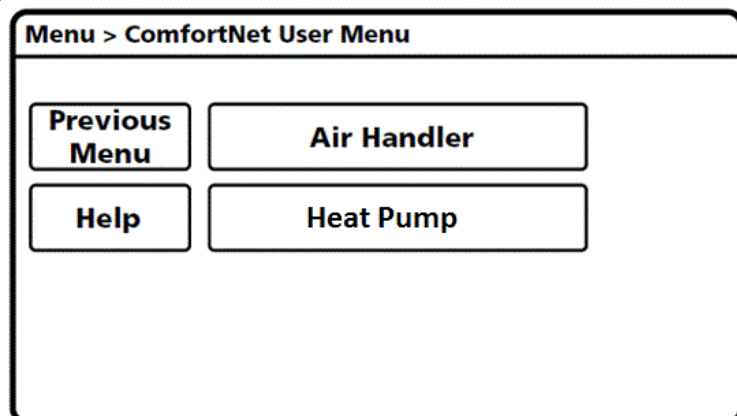 Menu > ComfortNet User Menu
Previous
Menu
Air Handler
Help
Heat Pump